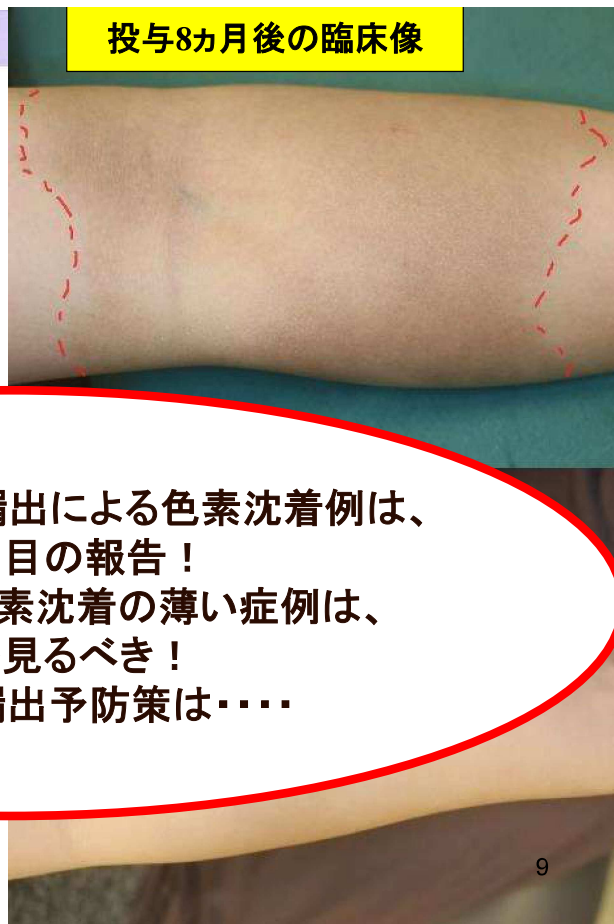 投与8ヵ月後の臨床像
漏出による色素沈着例は、
目の報告！
素沈着の薄い症例は、
見るべき！
漏出予防策は････
9